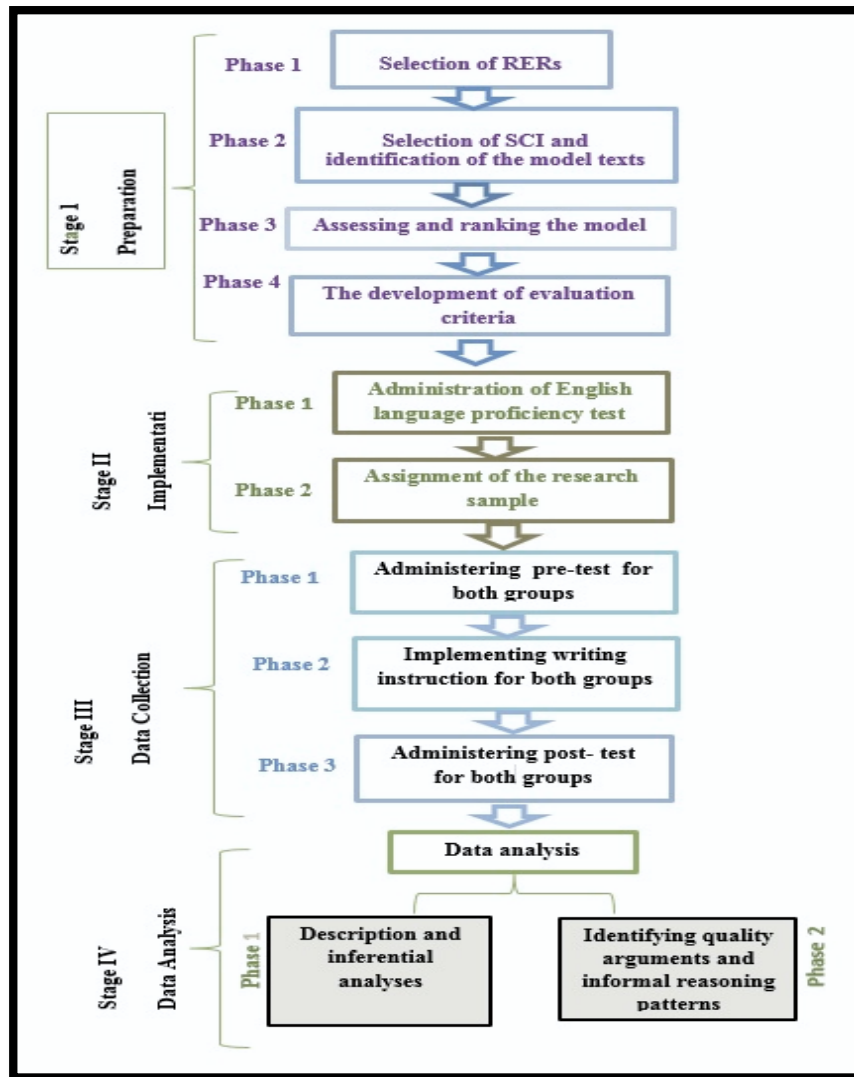 Phase 1
Selection of RERs
Phase 2
Selection of SCI and
identification of the model texts
Stage I
Preparation
Phase 3
Assessing and ranking the model
Phase 4
The development of evaluation
criteria
Phase 1
Administration of English
language proficiency test
Stage II
Implementati
Phase 2
Assignment of the research
sample
Phase 1
Administering pre-test for
both groups
Phase 2
Implementing writing
instruction for both groups
Stage III
Data Collection
Phase 3
Administering post- test
for both groups
Data analysis
Stage IV
Data Analysis
Phase 1
Description and
inferential
analyses
Identifying quality
arguments and
informal reasoning
patterns
Phase 2